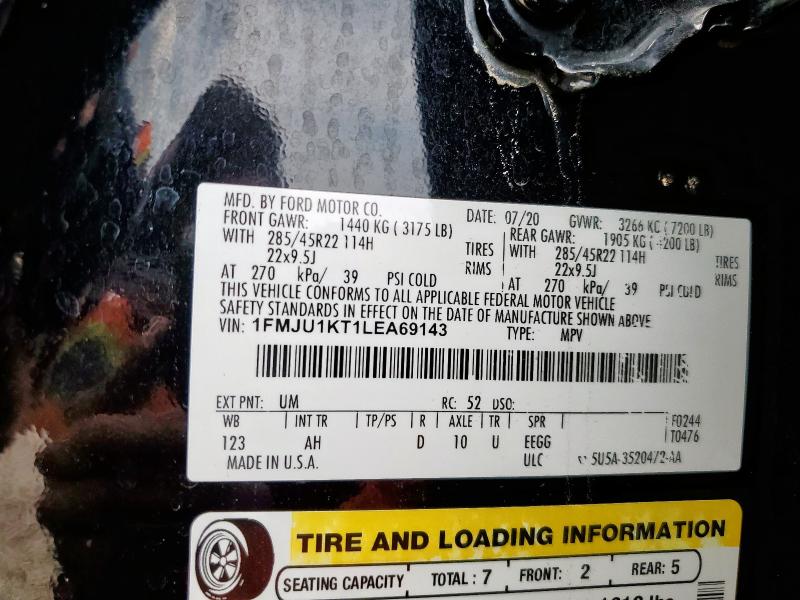 MFD. BY FORD MOTOR CO. DATE: 07/20 GVWR: 3266 KG (7200 LB)
FRONT GAWR: 1440 KG (3175 LB) REAR GAWR: 1905 KG ( 200 LB)
WITH 285/45R22 114H TIRES WITH 285/45R22 114H TIRES
22x9.5J RIMS 22x9.5J RIMS
AT 270 kPa/ 39 PSI COLD AT 270 kPa/ 39 PSI COLD
THIS VEHICLE CONFORMS TO ALL APPLICABLE FEDERAL MOTOR VEHICLE
SAFETY STANDARDS IN EFFECT ON THE DATE OF MANUFACTURE SHOWN ABOVE
VIN: 1FMJU1KT1LEA69143 TYPE: MPV
EXT PNT: UM RC: 52 DSO:
WB INT TR TP/PS R AXLE TR SPR F0244
123 AH D 10 U EEGG T0476
MADE IN U.S.A. ULC
TIRE AND LOADING INFORMATION
SEATING CAPACITY TOTAL: 7 FRONT: 2 REAR: 5